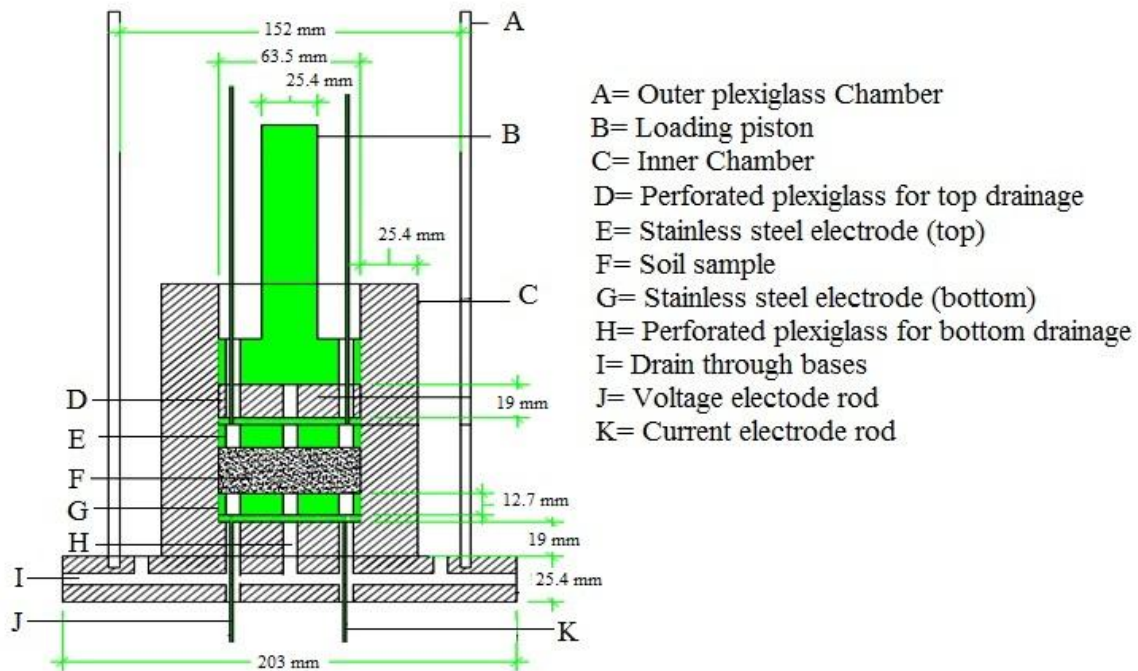 A
152 mm
63.5 mm
25.4 mm
B
25.4 mm
C
D
19 mm
E
F
12.7 mm
G
19 mm
H
I
25.4 mm
J
K
203 mm
A= Outer plexiglass Chamber
B= Loading piston
C= Inner Chamber
D= Perforated plexiglass for top drainage
E= Stainless steel electrode (top)
F= Soil sample
G= Stainless steel electrode (bottom)
H= Perforated plexiglass for bottom drainage
I= Drain through bases
J= Voltage electode rod
K= Current electrode rod